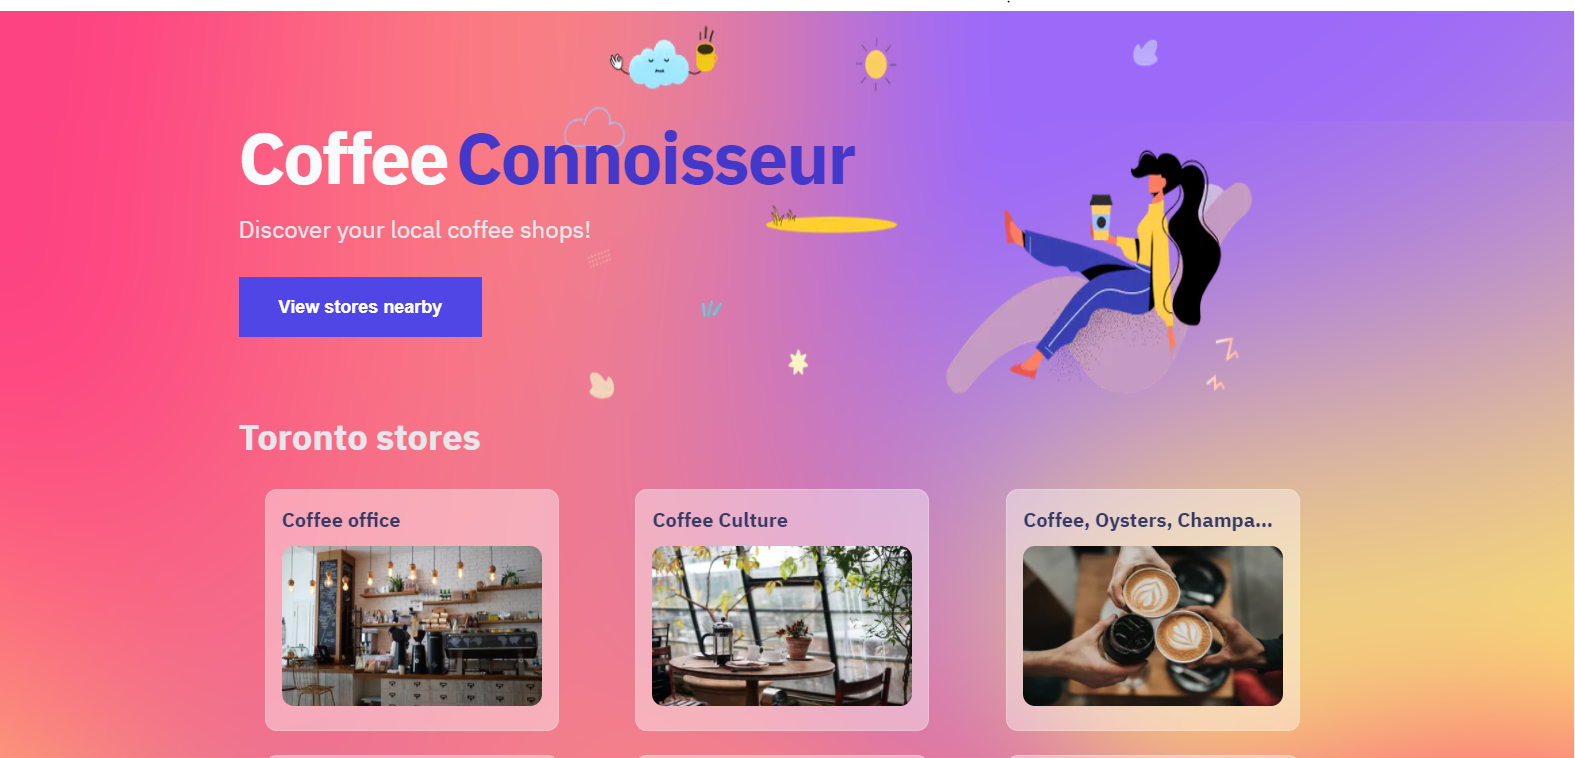 Coffee Connoisseur
Discover your local coffee shops!
View stores nearby
Toronto stores
Coffee office
Coffee Culture
Coffee, Oysters, Champa...